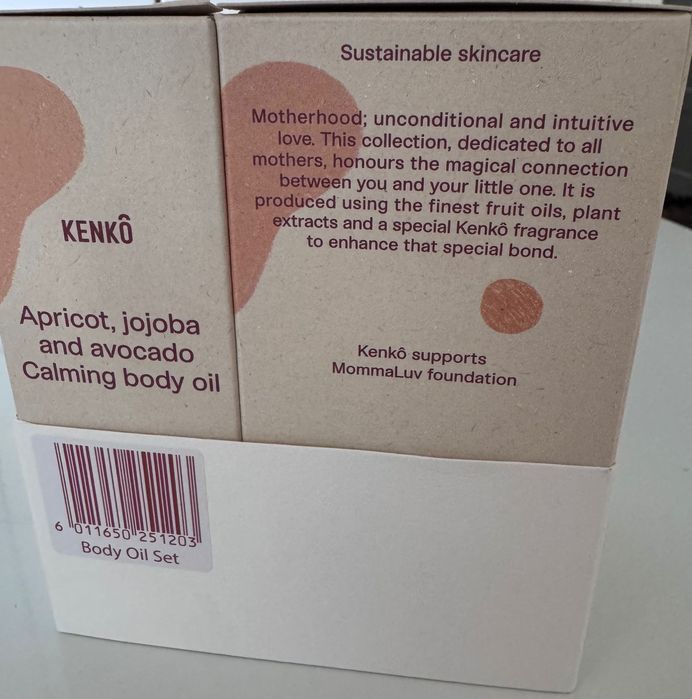 KENKÔ
Apricot, jojoba
and avocado
Calming body oil
Sustainable skincare
Motherhood; unconditional and intuitive
love. This collection, dedicated to all
mothers, honours the magical connection
between you and your little one. It is
produced using the finest fruit oils, plant
extracts and a special Kenkô fragrance
to enhance that special bond.
Kenkô supports
MommaLuv foundation
6 011650 251203
Body Oil Set